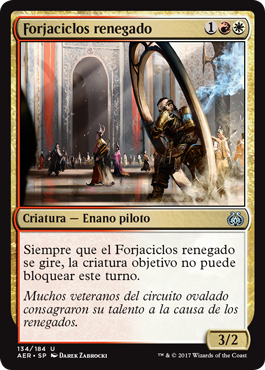 Forjaciclos renegado 1
Criatura — Enano piloto
Siempre que el Forjaciclos renegado
se gire, la criatura objetivo no puede
bloquear este turno.
Muchos veteranos del circuito ovalado
consagraron su talento a la causa de los
renegados.
3/2
134/184 U
AER • SP DAREK ZABROCKI
™ & © 2017 Wizards of the Coast